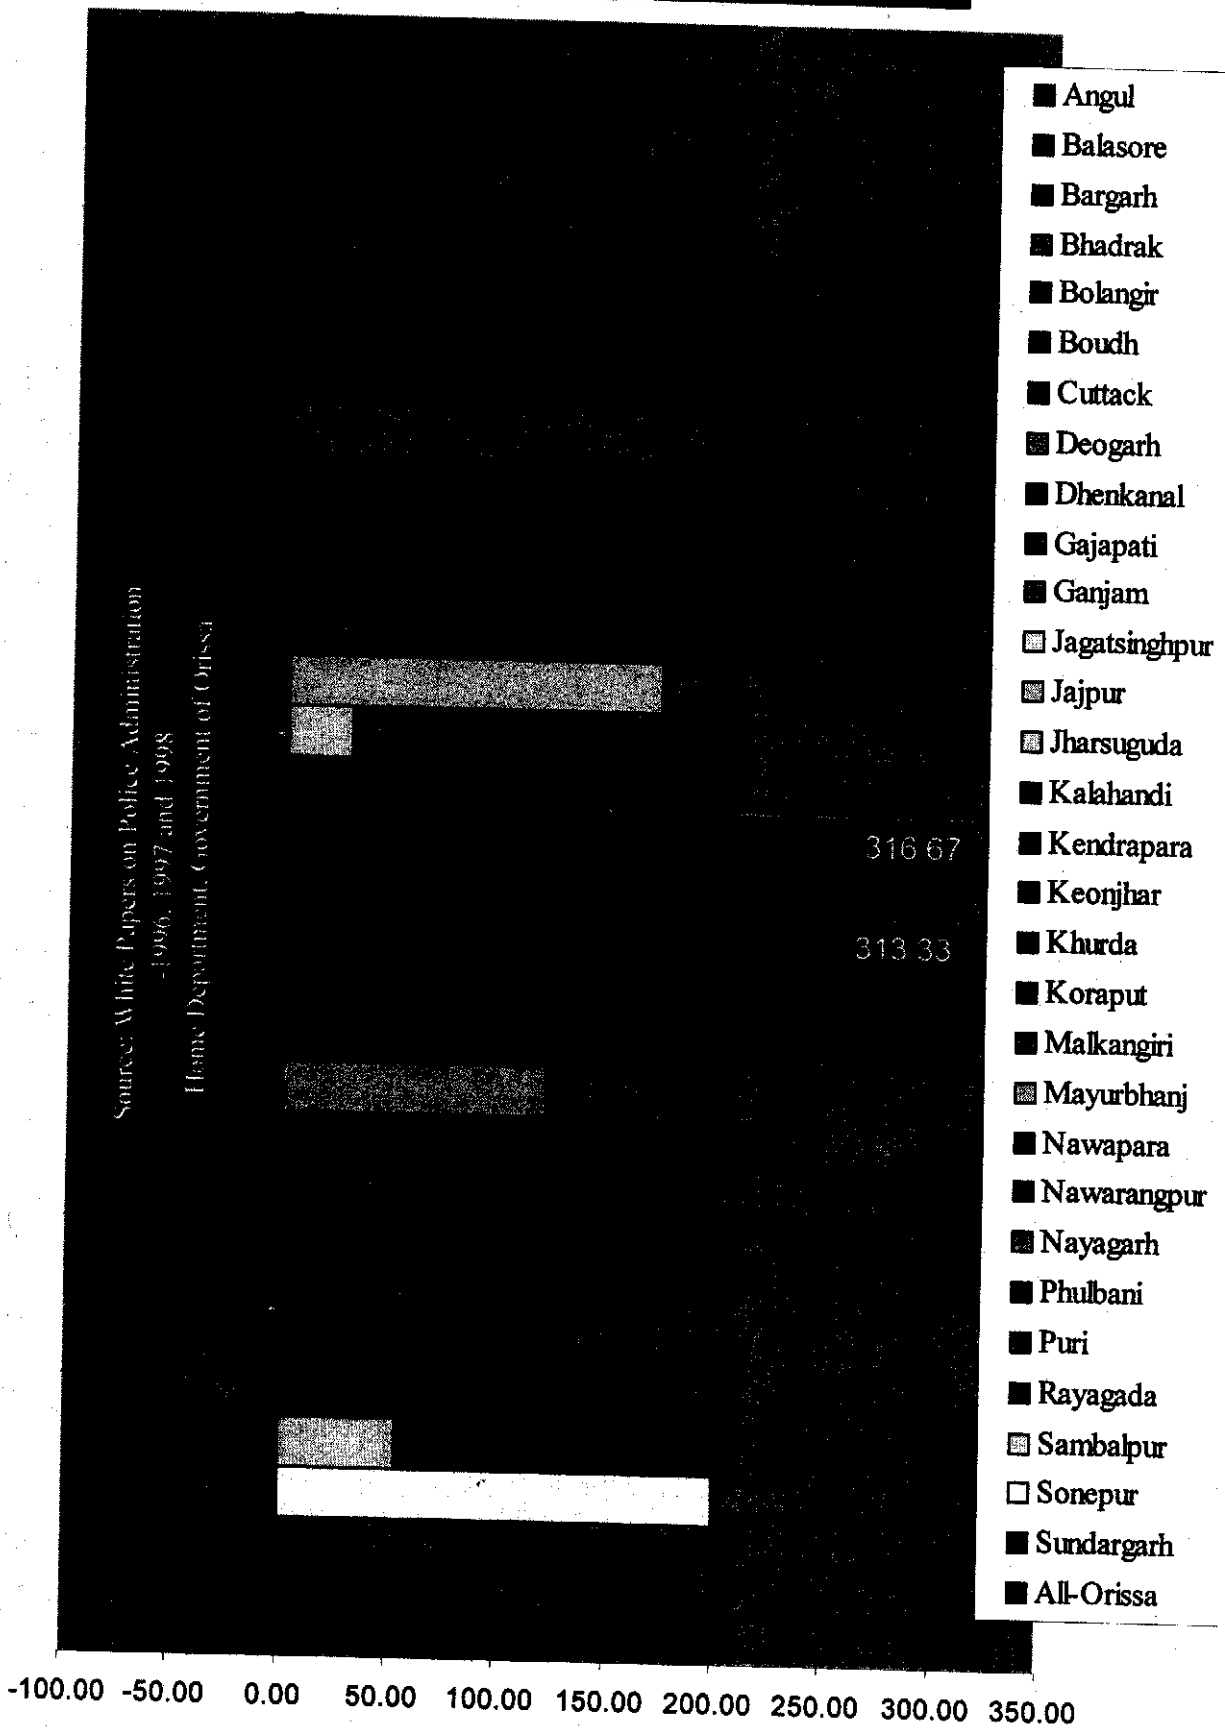 Angul
Balasore
Bargarh
Bhadrak
Bolangir
Boudh
Cuttack
Deogarh
Dhenkanal
Gajapati
Ganjam
Jagatsinghpur
Jajpur
Jharsuguda
Kalahandi
Kendrapara
Keonjhar
Khurda
Koraput
Malkangiri
Mayurbhanj
Nawapara
Nawarangpur
Nayagarh
Phulbani
Puri
Rayagada
Sambalpur
Sonepur
Sundargarh
All-Orissa
316 67
313 33
Source: White Papers on Police Administration
-1996, 1997 and 1998
Home Department, Government of Orissa
-100.00 -50.00 0.00 50.00 100.00 150.00 200.00 250.00 300.00 350.00